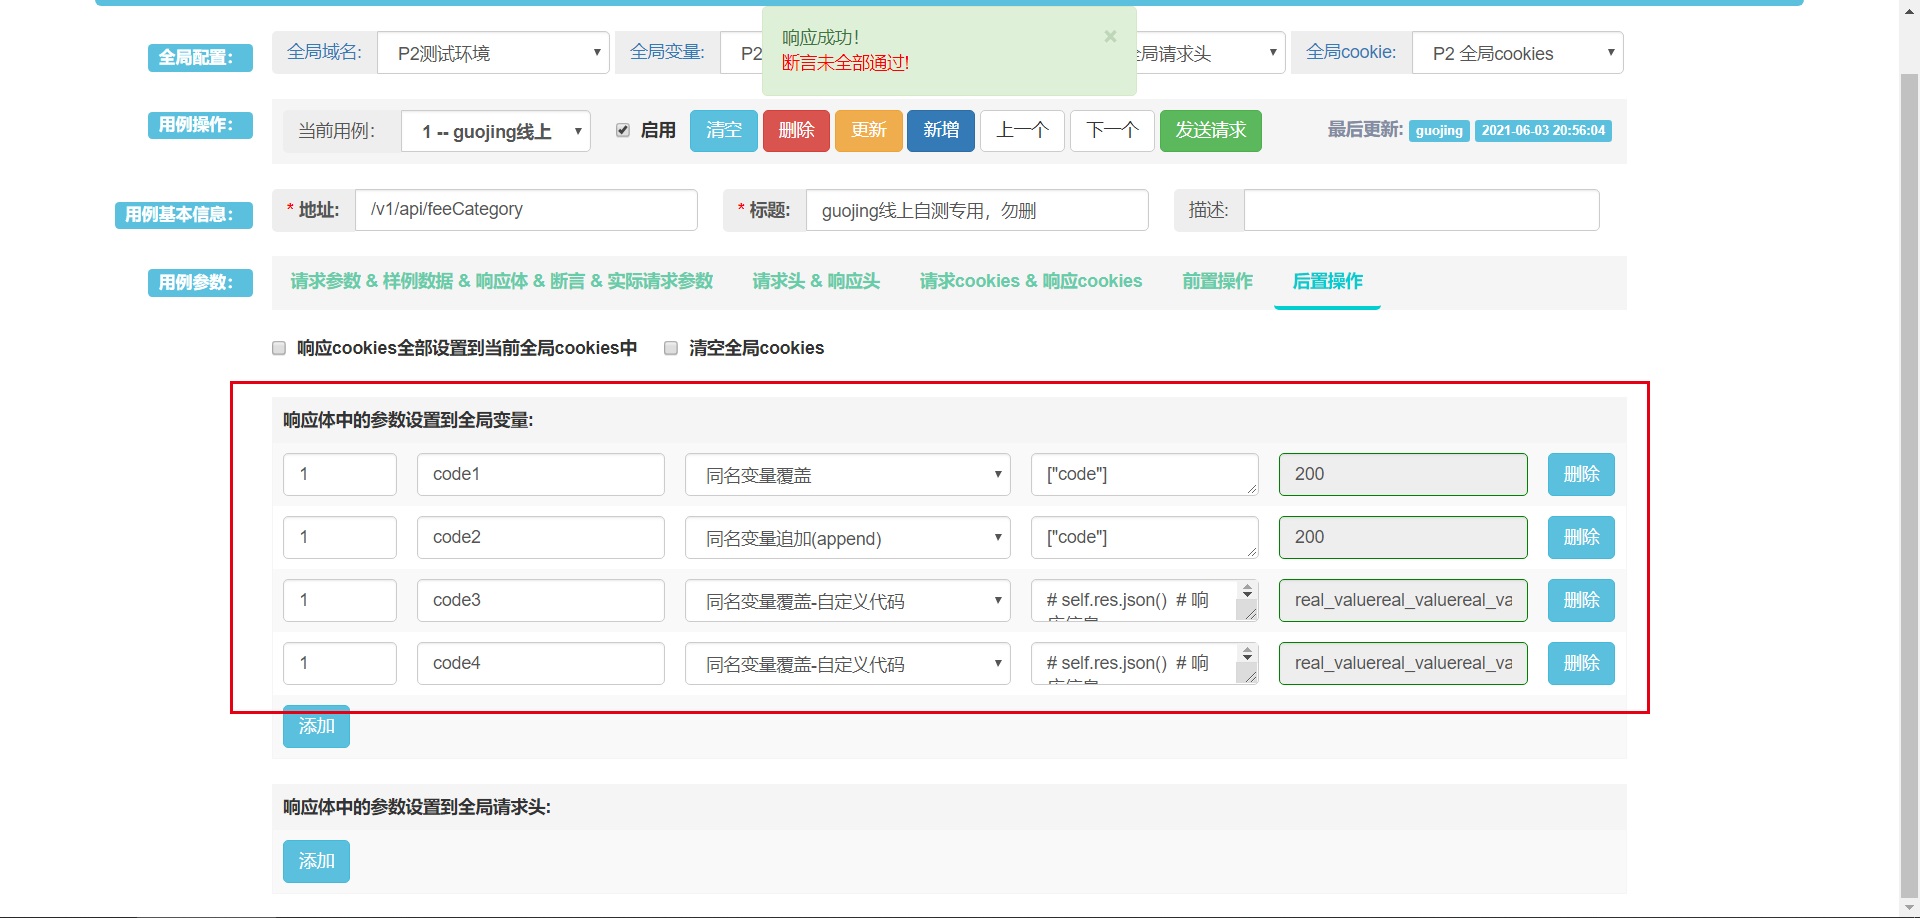 响应成功!
断言未全部通过!
×
全局配置:
全局域名:
P2测试环境
全局变量:
P2
全局请求头
全局cookie:
P2 全局cookies
用例操作:
当前用例:
1 -- guojing线上
启用
清空
删除
更新
新增
上一个
下一个
发送请求
最后更新:
guojing
2021-06-03 20:56:04
用例基本信息:
* 地址:
/v1/api/feeCategory
* 标题:
guojing线上自测专用，勿删
描述:
用例参数:
请求参数 & 样例数据 & 响应体 & 断言 & 实际请求参数
请求头 & 响应头
请求cookies & 响应cookies
前置操作
后置操作
响应cookies全部设置到当前全局cookies中
清空全局cookies
响应体中的参数设置到全局变量:
1
code1
同名变量覆盖
["code"]
200
删除
1
code2
同名变量追加(append)
["code"]
200
删除
1
code3
同名变量覆盖-自定义代码
# self.res.json()  # 响
应信息
real_valuereal_valuereal_va
删除
1
code4
同名变量覆盖-自定义代码
# self.res.json()  # 响
应信息
real_valuereal_valuereal_va
删除
添加
响应体中的参数设置到全局请求头:
添加